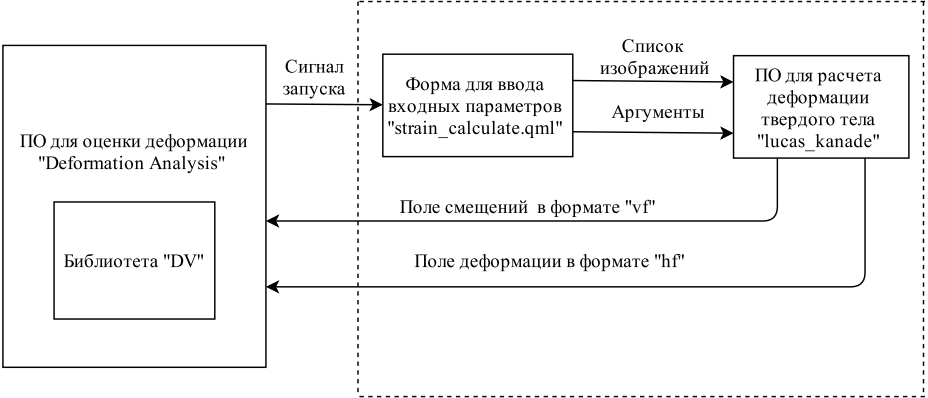 ПО для оценки деформации
"Deformation Analysis"
Библиотета "DV"
Сигнал
запуска
Форма для ввода
входных параметров
"strain_calculate.qml"
Список
изображений
Аргументы
ПО для расчета
деформации
твердого тела
"lucas_kanade"
Поле смещений в формате "vf"
Поле деформации в формате "hf"